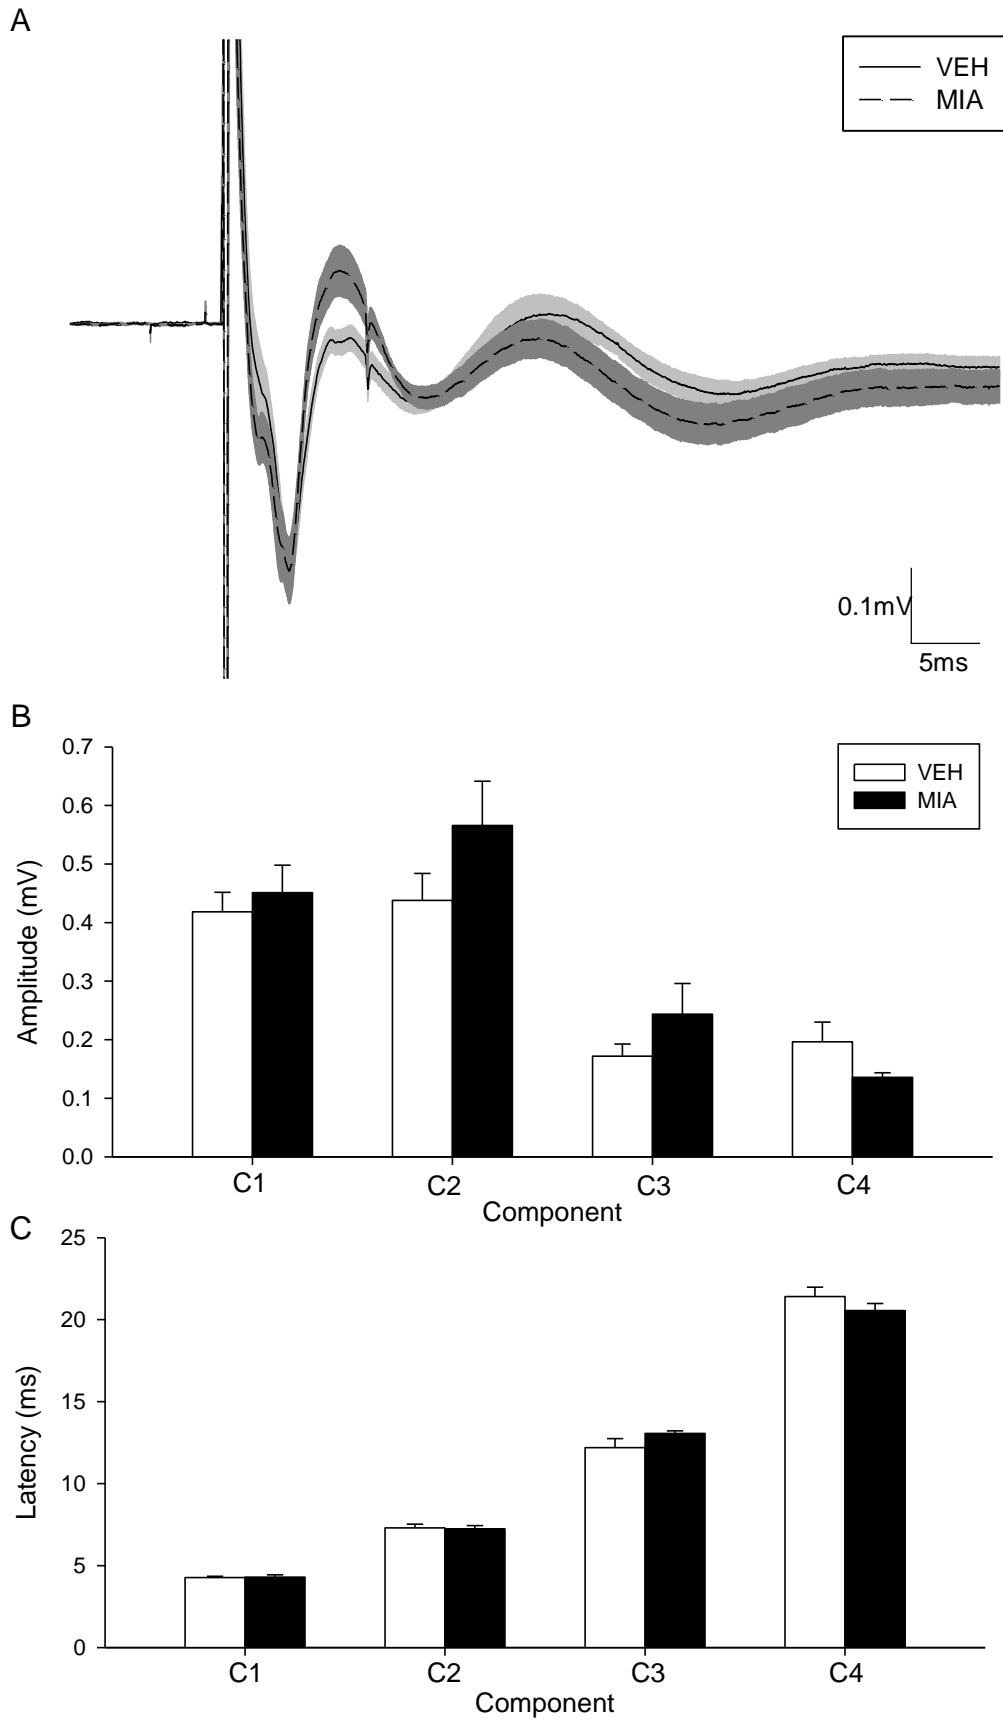 A
VEH
MIA
0.1mV
5ms
B
0.7
0.6
0.5
0.4
0.3
0.2
0.1
0.0
Amplitude (mV)
VEH
MIA
C1 C2 C3 C4
Component
C
25
20
15
10
5
0
Latency (ms)
C1 C2 C3 C4
Component